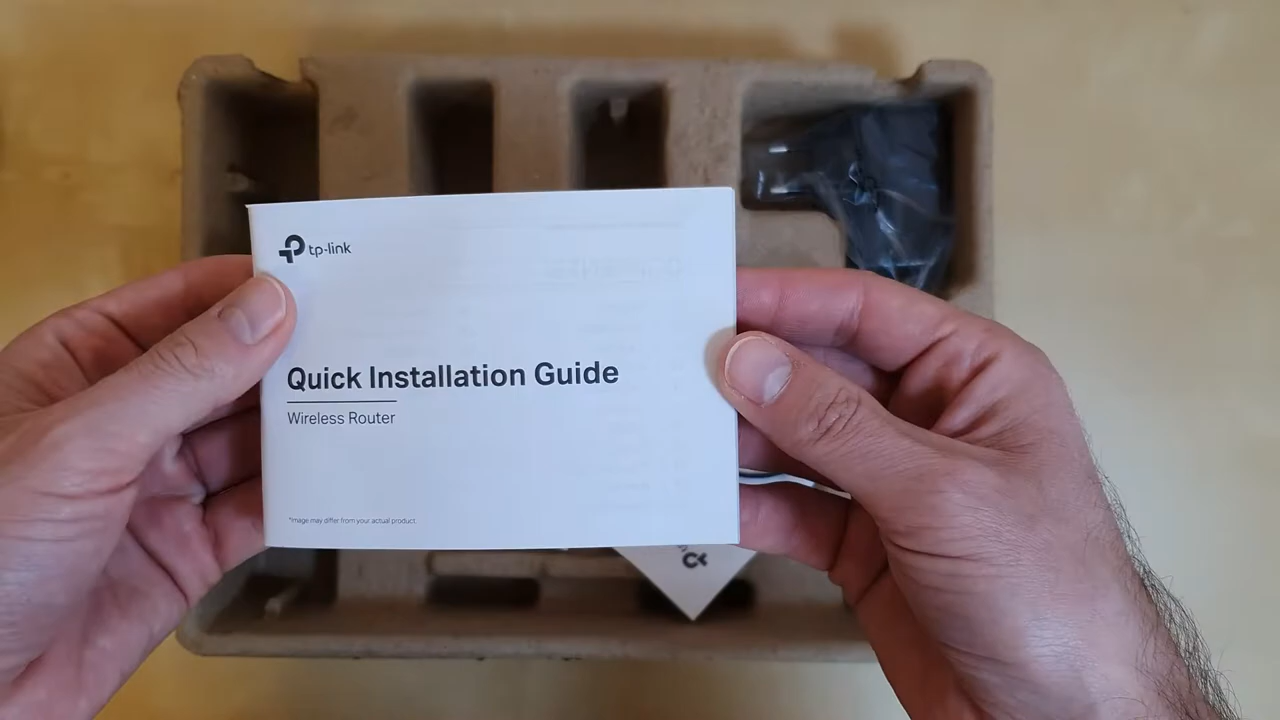 tp-link
Quick Installation Guide
Wireless Router
*Image may differ from your actual product.